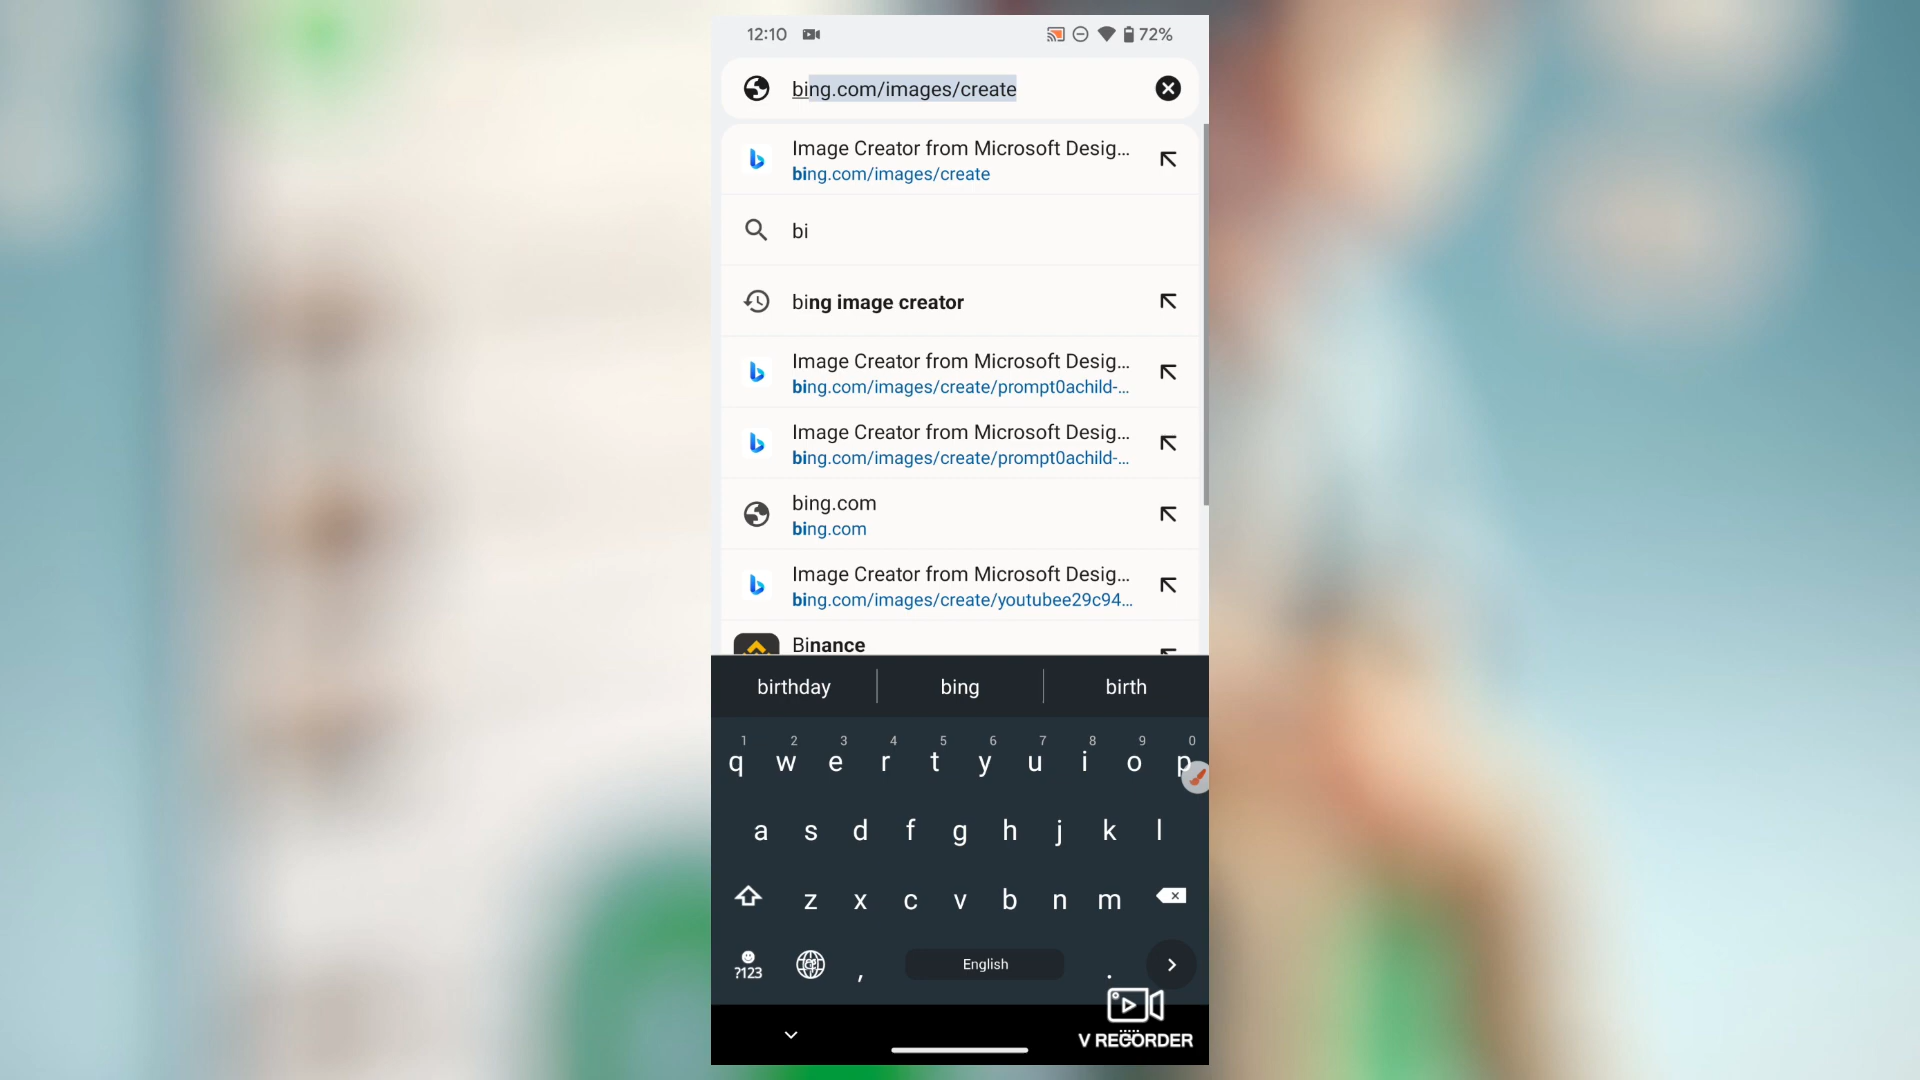 12:10
72%
bing.com/images/create
Image Creator from Microsoft Desig...
bing.com/images/create
bi
bing image creator
Image Creator from Microsoft Desig...
bing.com/images/create/prompt0achild-...
Image Creator from Microsoft Desig...
bing.com/images/create/prompt0achild-...
bing.com
bing.com
Image Creator from Microsoft Desig...
bing.com/images/create/youtubee29c94...
Binance
birthday bing birth
1 2 3 4 5 6 7 8 9 0
q w e r t y u i o p
a s d f g h j k l
z x c v b n m
?123 , English .
V RECORDER